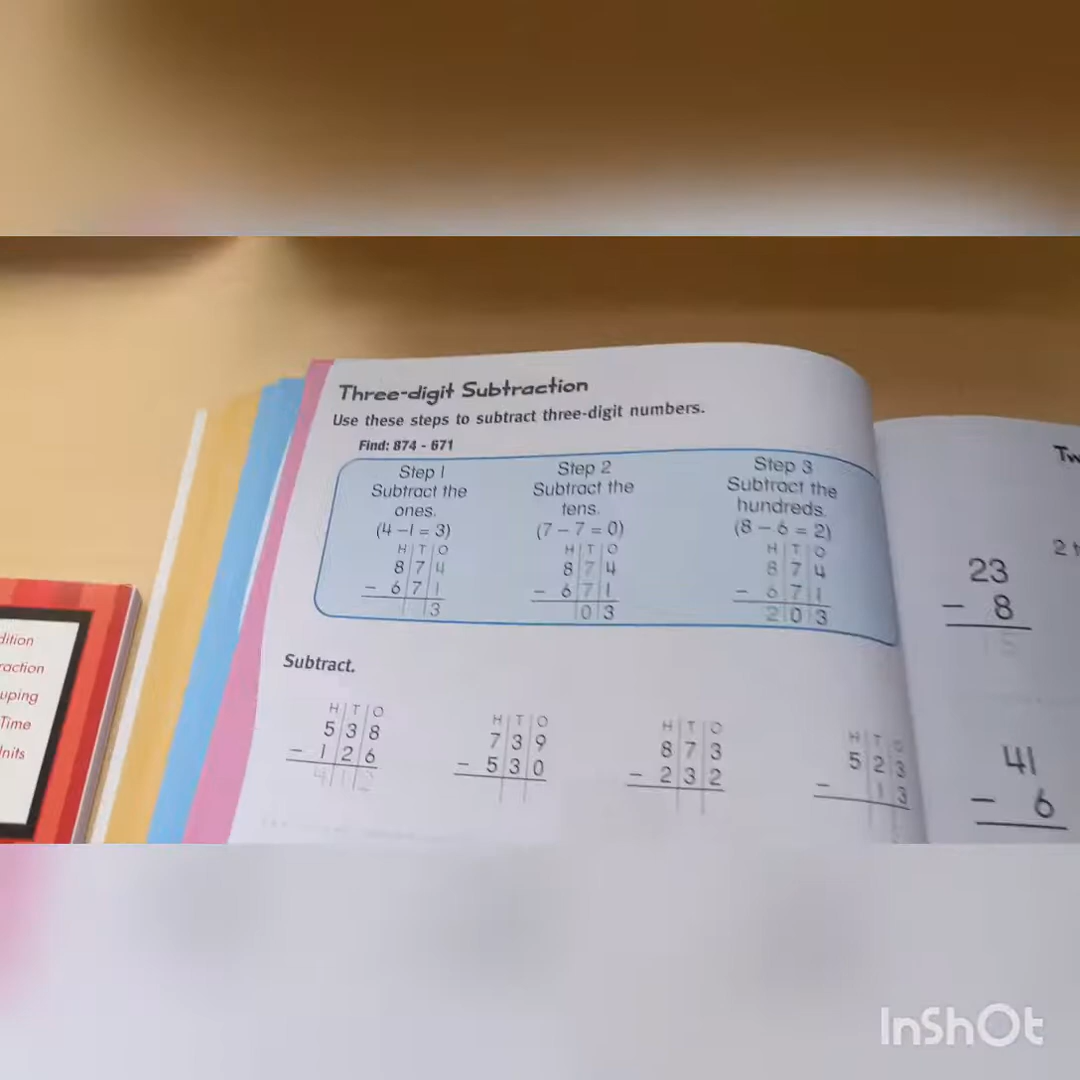 Three-digit Subtraction
Use these steps to subtract three-digit numbers.
Find: 874 - 671
Step 1
Subtract the
ones.
(4 - 1 = 3)
H T O
8 7 4
- 6 7 1
3
Step 2
Subtract the
tens.
(7 - 7 = 0)
H T O
8 7 4
- 6 7 1
0 3
Step 3
Subtract the
hundreds.
(8 - 6 = 2)
H T O
8 7 4
- 6 7 1
2 0 3
Subtract.
H T O
5 3 8
- 1 2 6
4 1 2
H T O
7 3 9
- 5 3 0
H T O
8 7 3
- 2 3 2
H T O
5 2 3
- 1 3
23
- 8
15
41
- 6
Time
InShOt